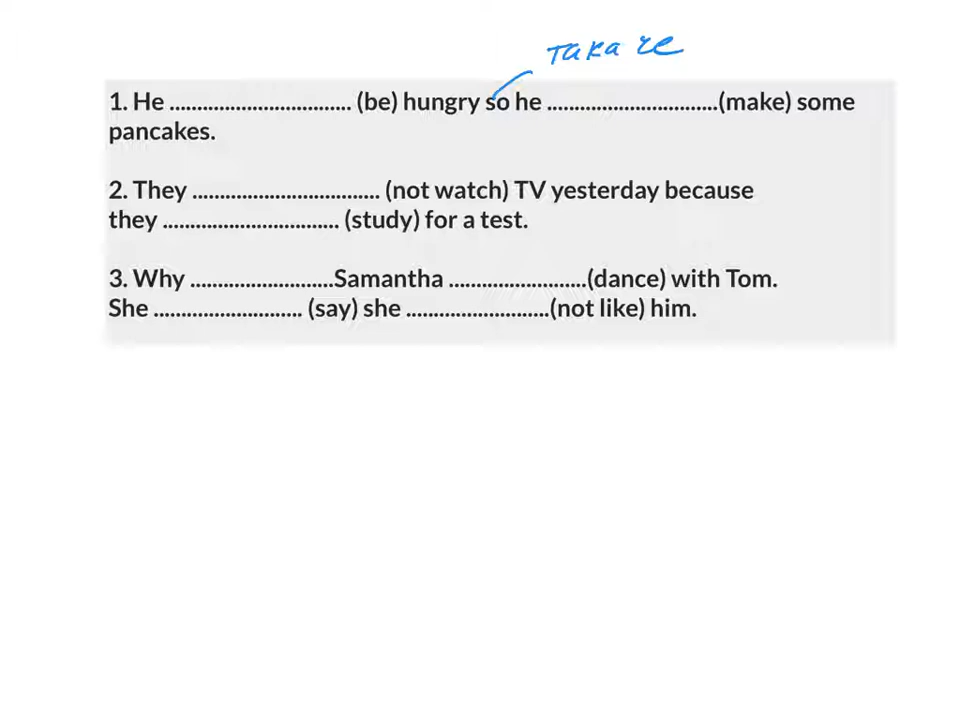 така че
1. He ................................. (be) hungry so he ...............................(make) some
pancakes.
2. They .................................. (not watch) TV yesterday because
they ................................ (study) for a test.
3. Why ..........................Samantha .........................(dance) with Tom.
She ........................... (say) she ..........................(not like) him.